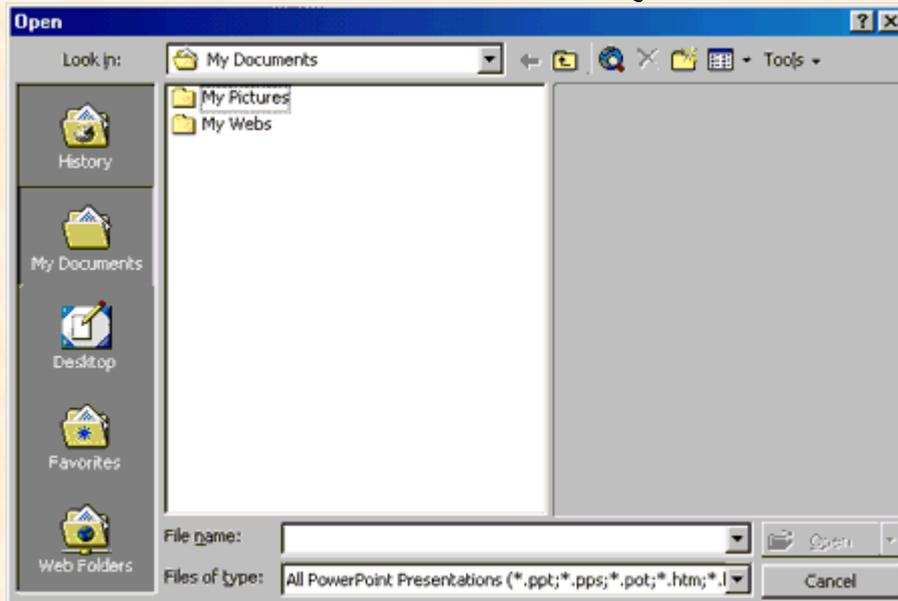 Open
Look in:
My Documents
Tools
My Pictures
My Webs
History
My Documents
Desktop
Favorites
Web Folders
File name:
Open
Files of type:
All PowerPoint Presentations (*.ppt;*.pps;*.pot;*.htm;*.l
Cancel